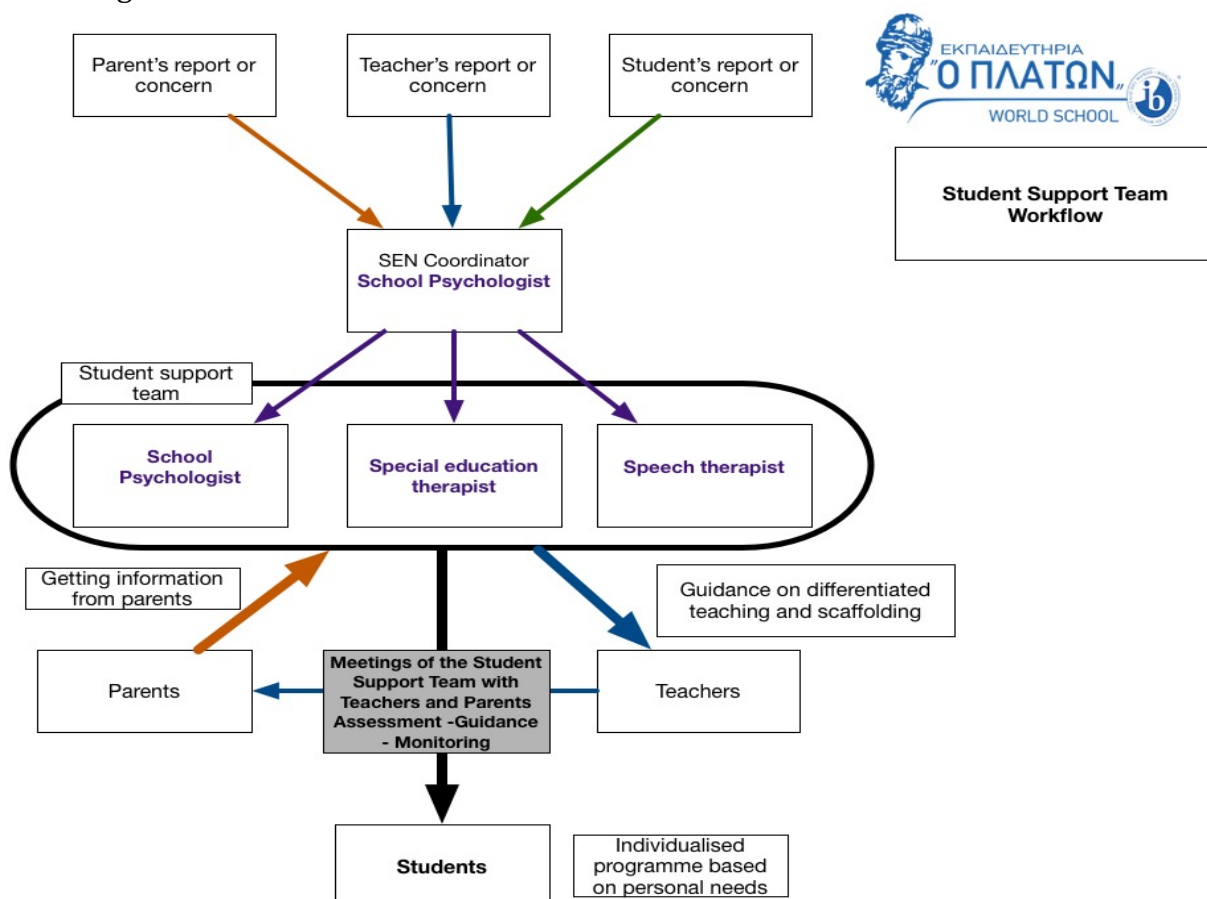 Parent's report or
concern
Teacher's report or
concern
Student's report or
concern
ΕΚΠΑΙΔΕΥΤΗΡΙΑ
"Ο ΠΛΑΤΩΝ„
WORLD SCHOOL
ib
Student Support Team
Workflow
SEN Coordinator
School Psychologist
Student support
team
School
Psychologist
Special education
therapist
Speech therapist
Getting information
from parents
Guidance on differentiated
teaching and scaffolding
Parents
Meetings of the Student
Support Team with
Teachers and Parents
Assessment -Guidance
- Monitoring
Teachers
Students
Individualised
programme based
on personal needs